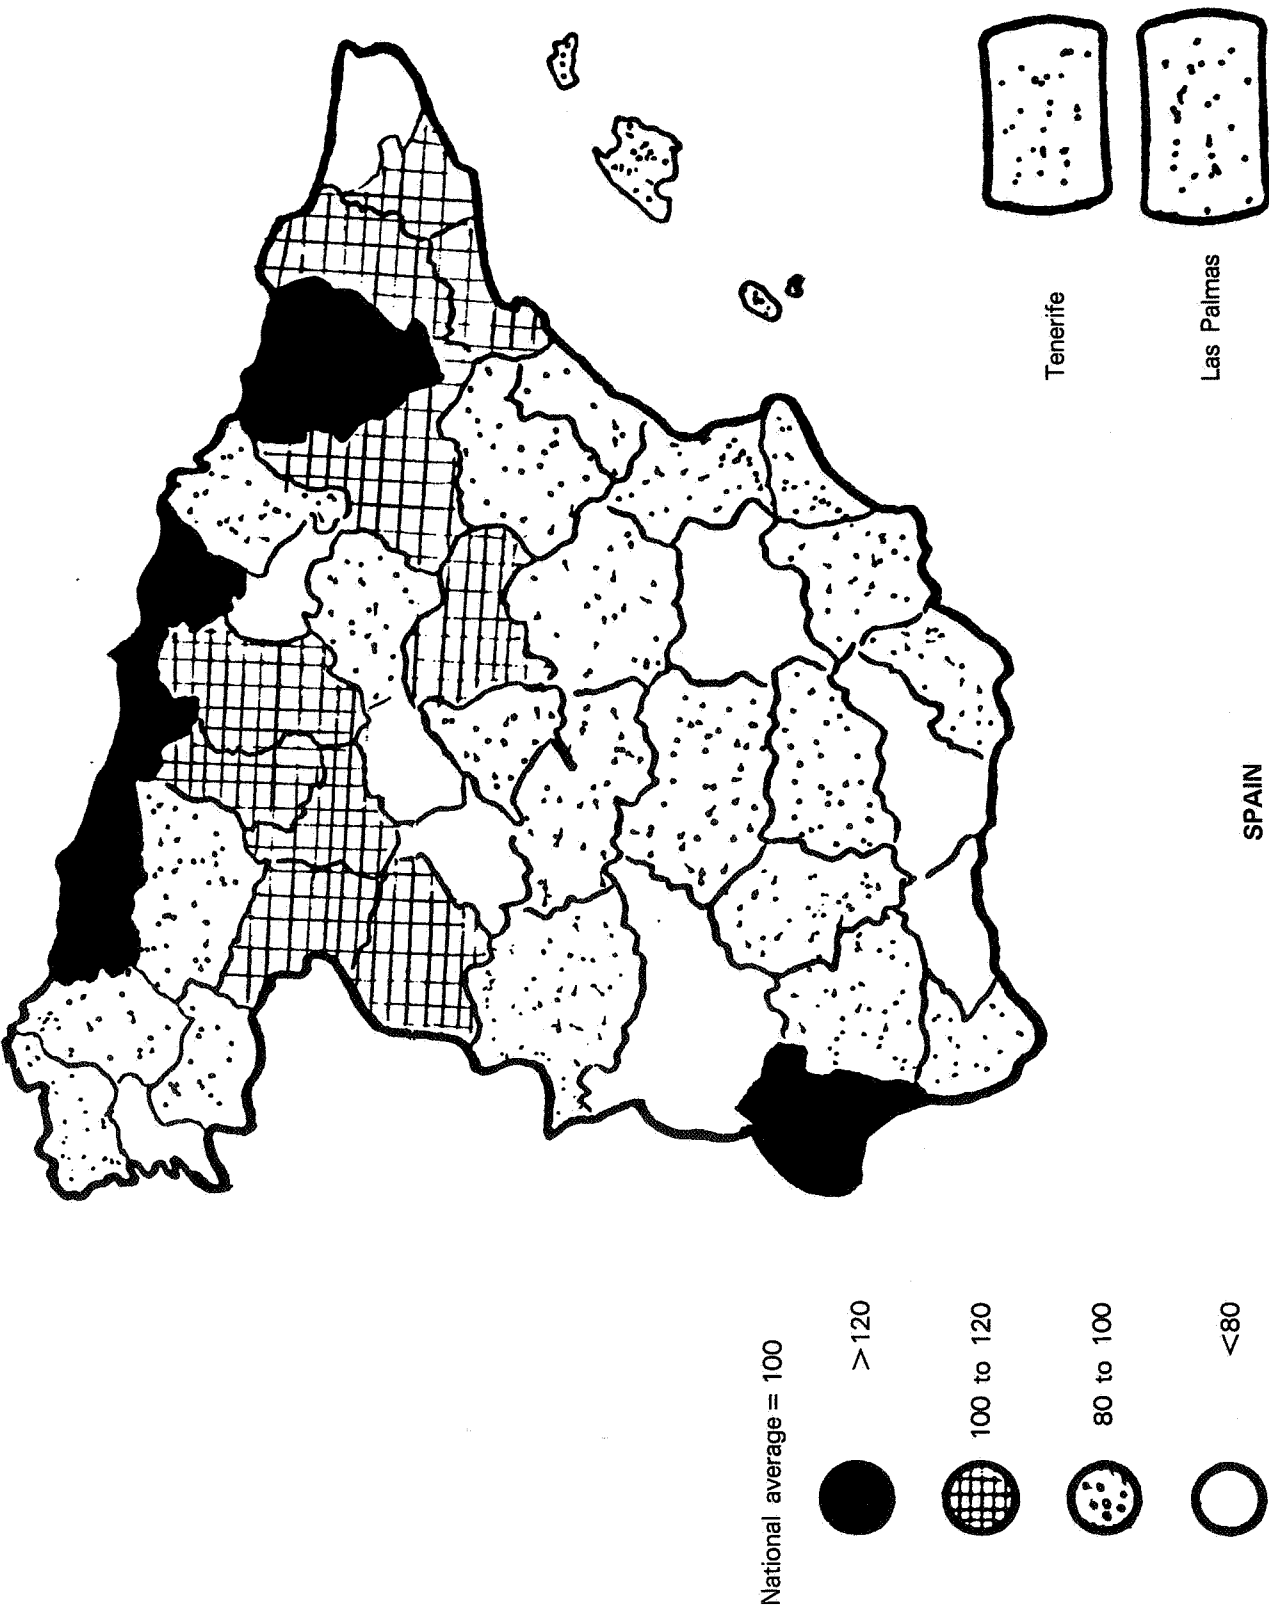 Tenerife
Las Palmas
SPAIN
National average = 100
>120
100 to 120
80 to 100
<80